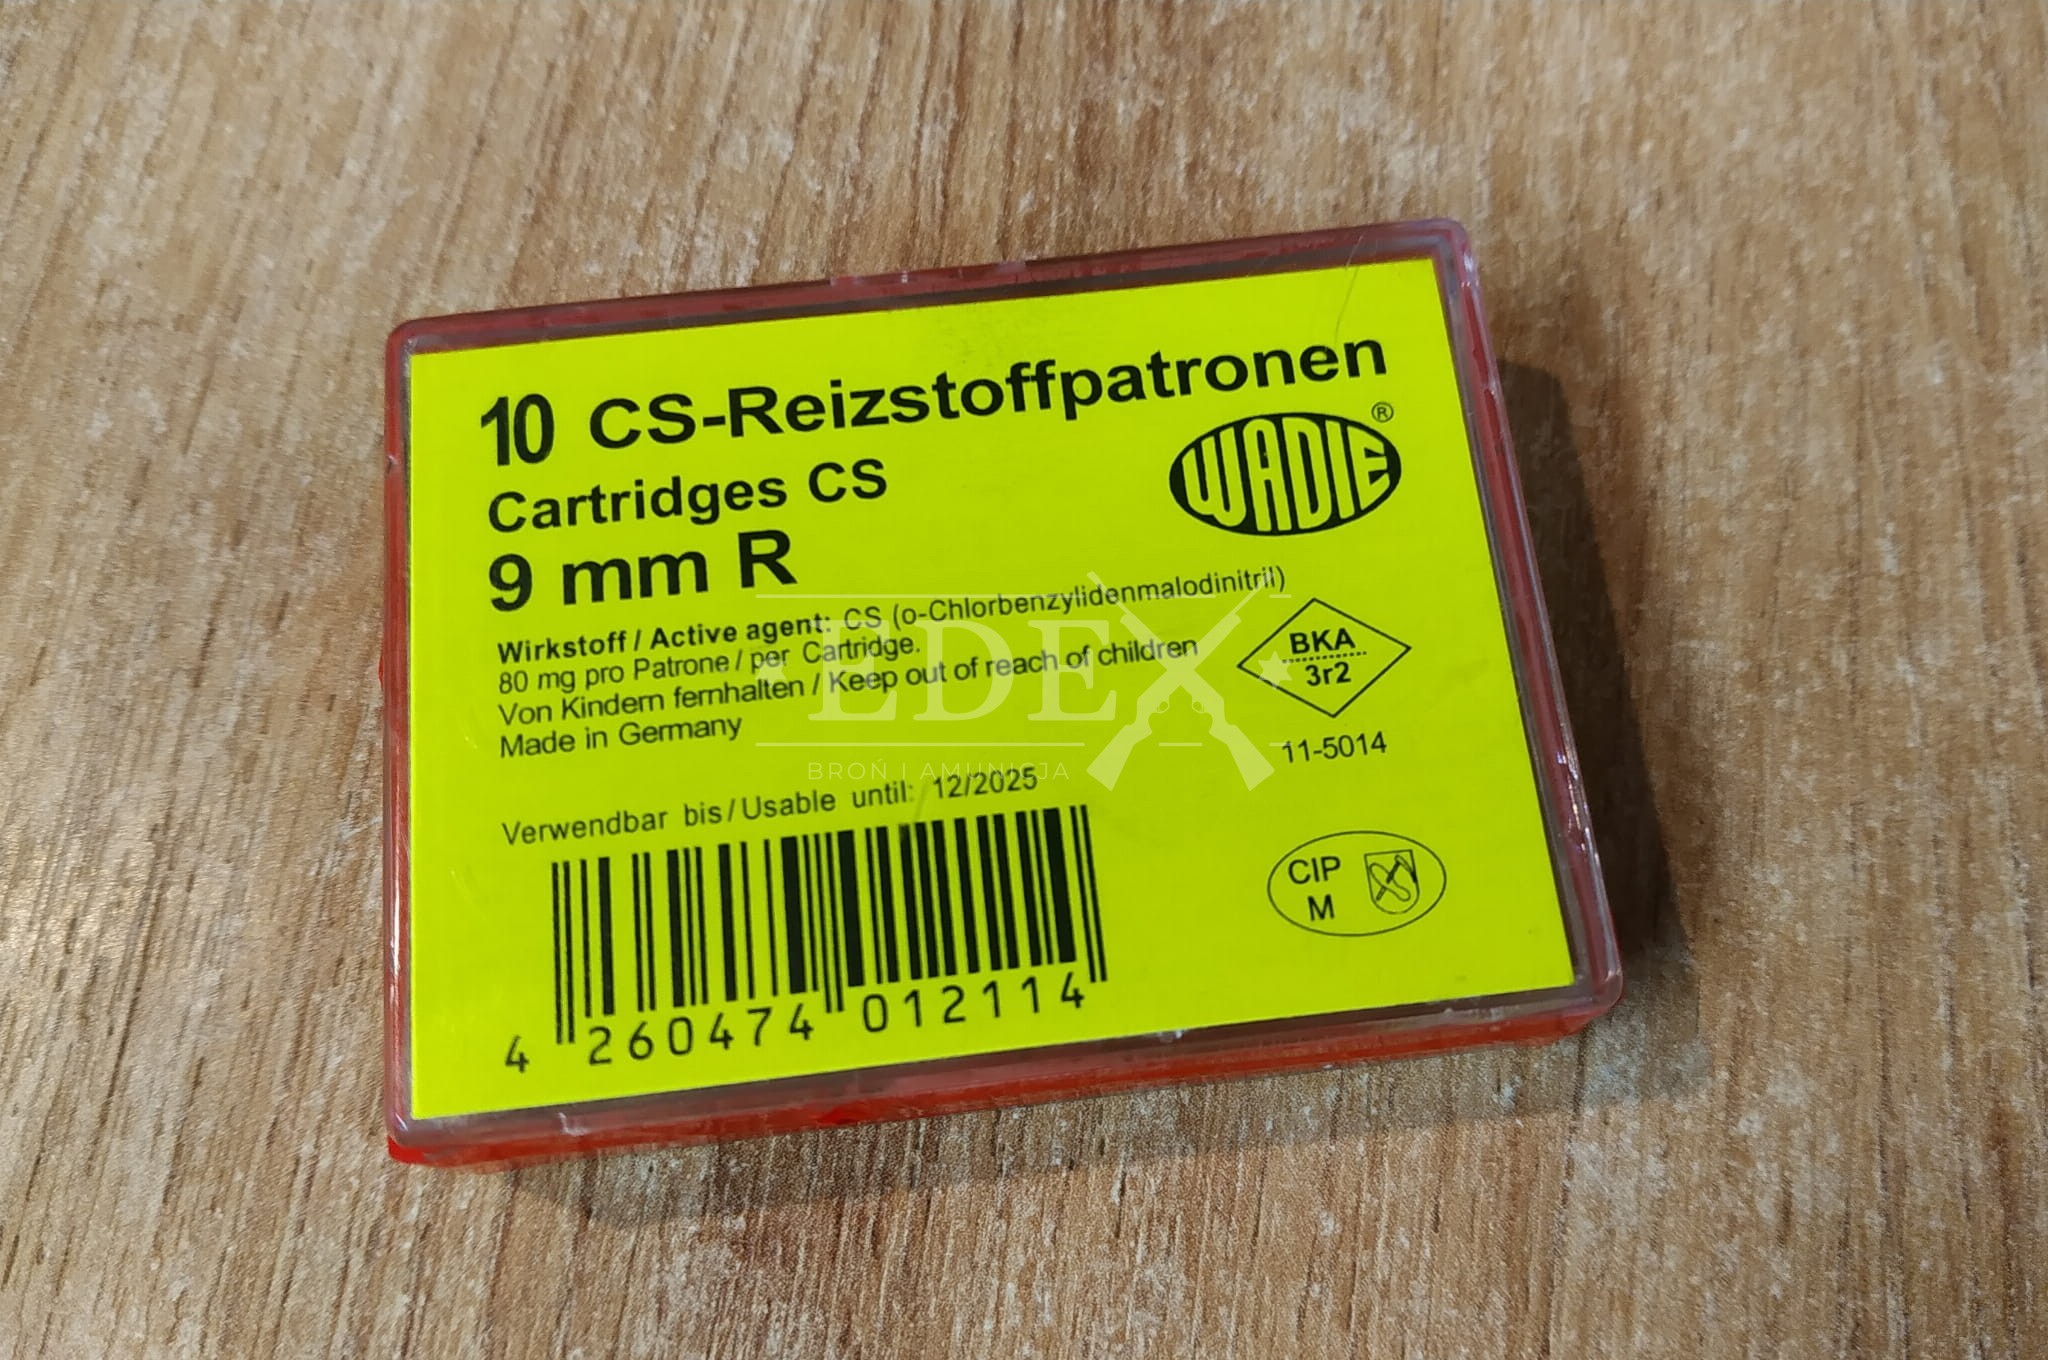 10 CS-Reizstoffpatronen
Cartridges CS
WADIE ®
9 mm R
Wirkstoff / Active agent: CS (o-Chlorbenzylidenmalodinitril)
80 mg pro Patrone / per Cartridge.
Von Kindern fernhalten / Keep out of reach of children
Made in Germany
BKA
3r2
11-5014
EDEX
BROŃ I AMUNICJA
Verwendbar bis / Usable until: 12/2025
CIP
M
4 260474 012114